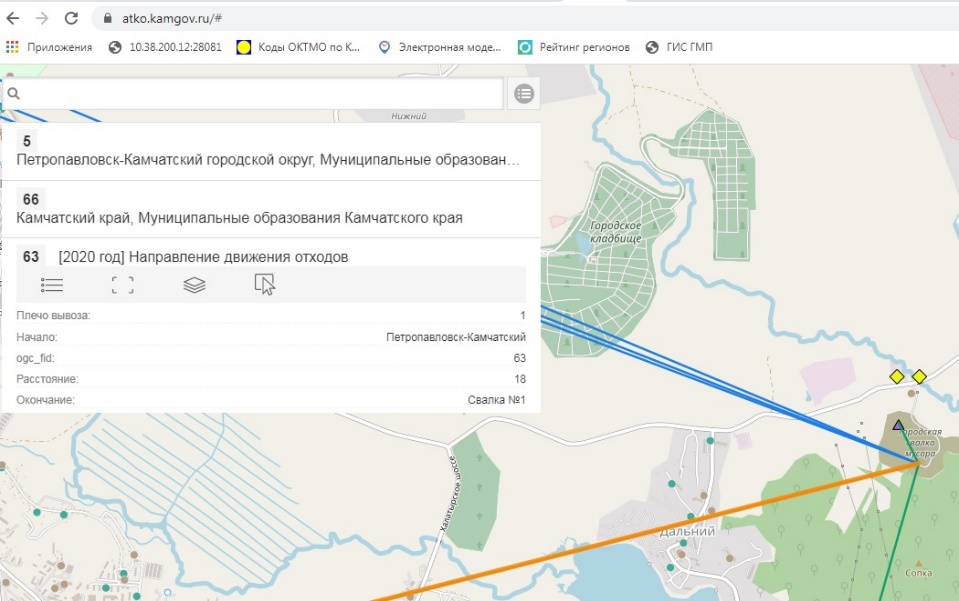 atko.kamgov.ru/#
Приложения 10.38.200.12:28081 Коды ОКТМО по К... Электронная моде... Рейтинг регионов ГИС ГМП
Нижний
5
Петропавловск-Камчатский городской округ, Муниципальные образован...
66
Камчатский край, Муниципальные образования Камчатского края
63 [2020 год] Направление движения отходов
Плечо вывоза: 1
Начало: Петропавловск-Камчатский
ogc_fid: 63
Расстояние: 18
Окончание: Свалка №1
Городское
кладбище
Городская
свалка
мусора
Халатырское шоссе
Дальний
Сопка